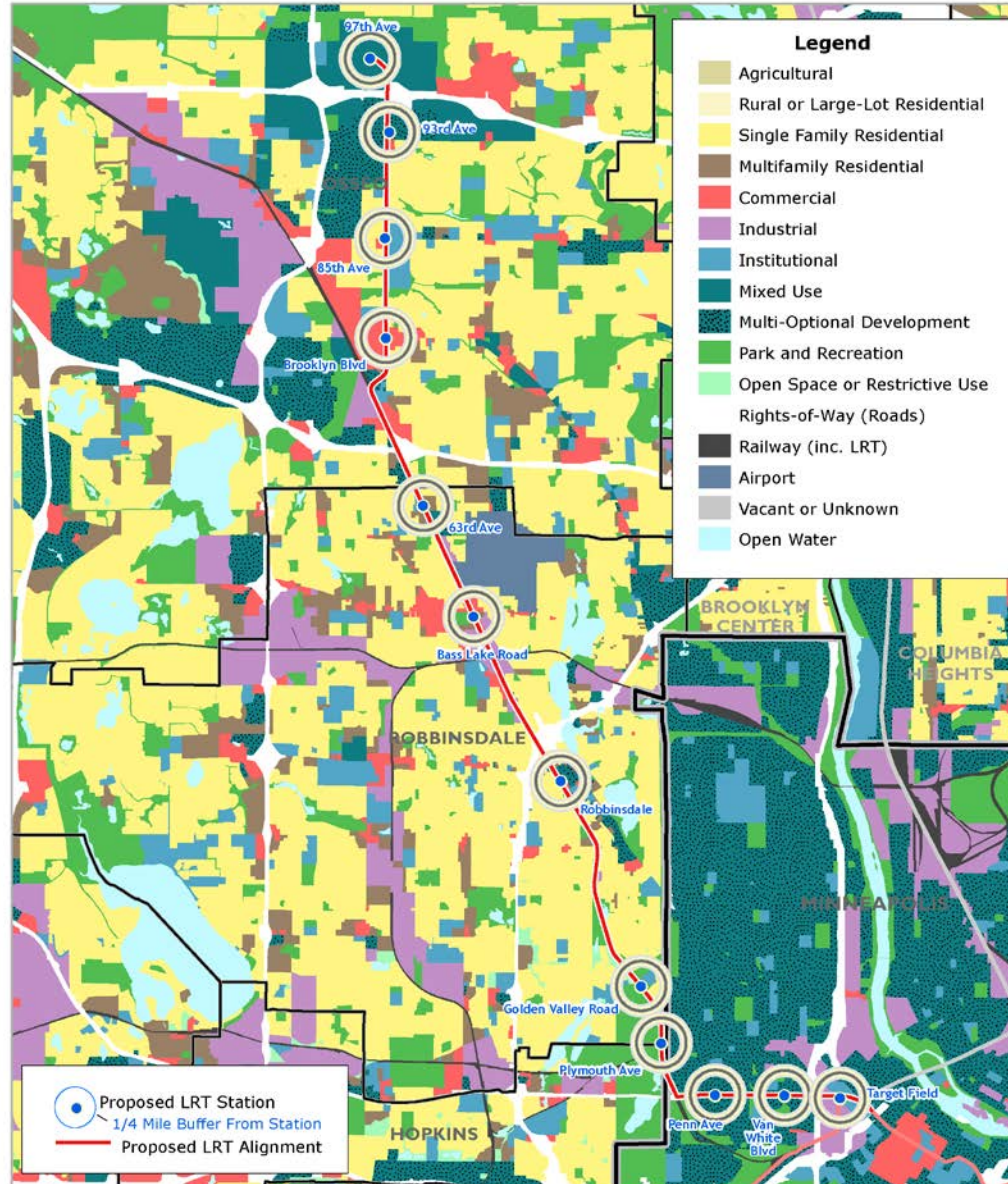 97th Ave
93rd Ave
OSSEO
85th Ave
Brooklyn Blvd
63rd Ave
Bass Lake Road
BROOKLYN
CENTER
COLUMBIA
HEIGHTS
ROBBINSDALE
Robbinsdale
MINNEAPOLIS
Golden Valley Road
Plymouth Ave
Penn Ave
Van
White
Blvd
Target Field
HOPKINS
Legend
Agricultural
Rural or Large-Lot Residential
Single Family Residential
Multifamily Residential
Commercial
Industrial
Institutional
Mixed Use
Multi-Optional Development
Park and Recreation
Open Space or Restrictive Use
Rights-of-Way (Roads)
Railway (inc. LRT)
Airport
Vacant or Unknown
Open Water
Proposed LRT Station
1/4 Mile Buffer From Station
Proposed LRT Alignment